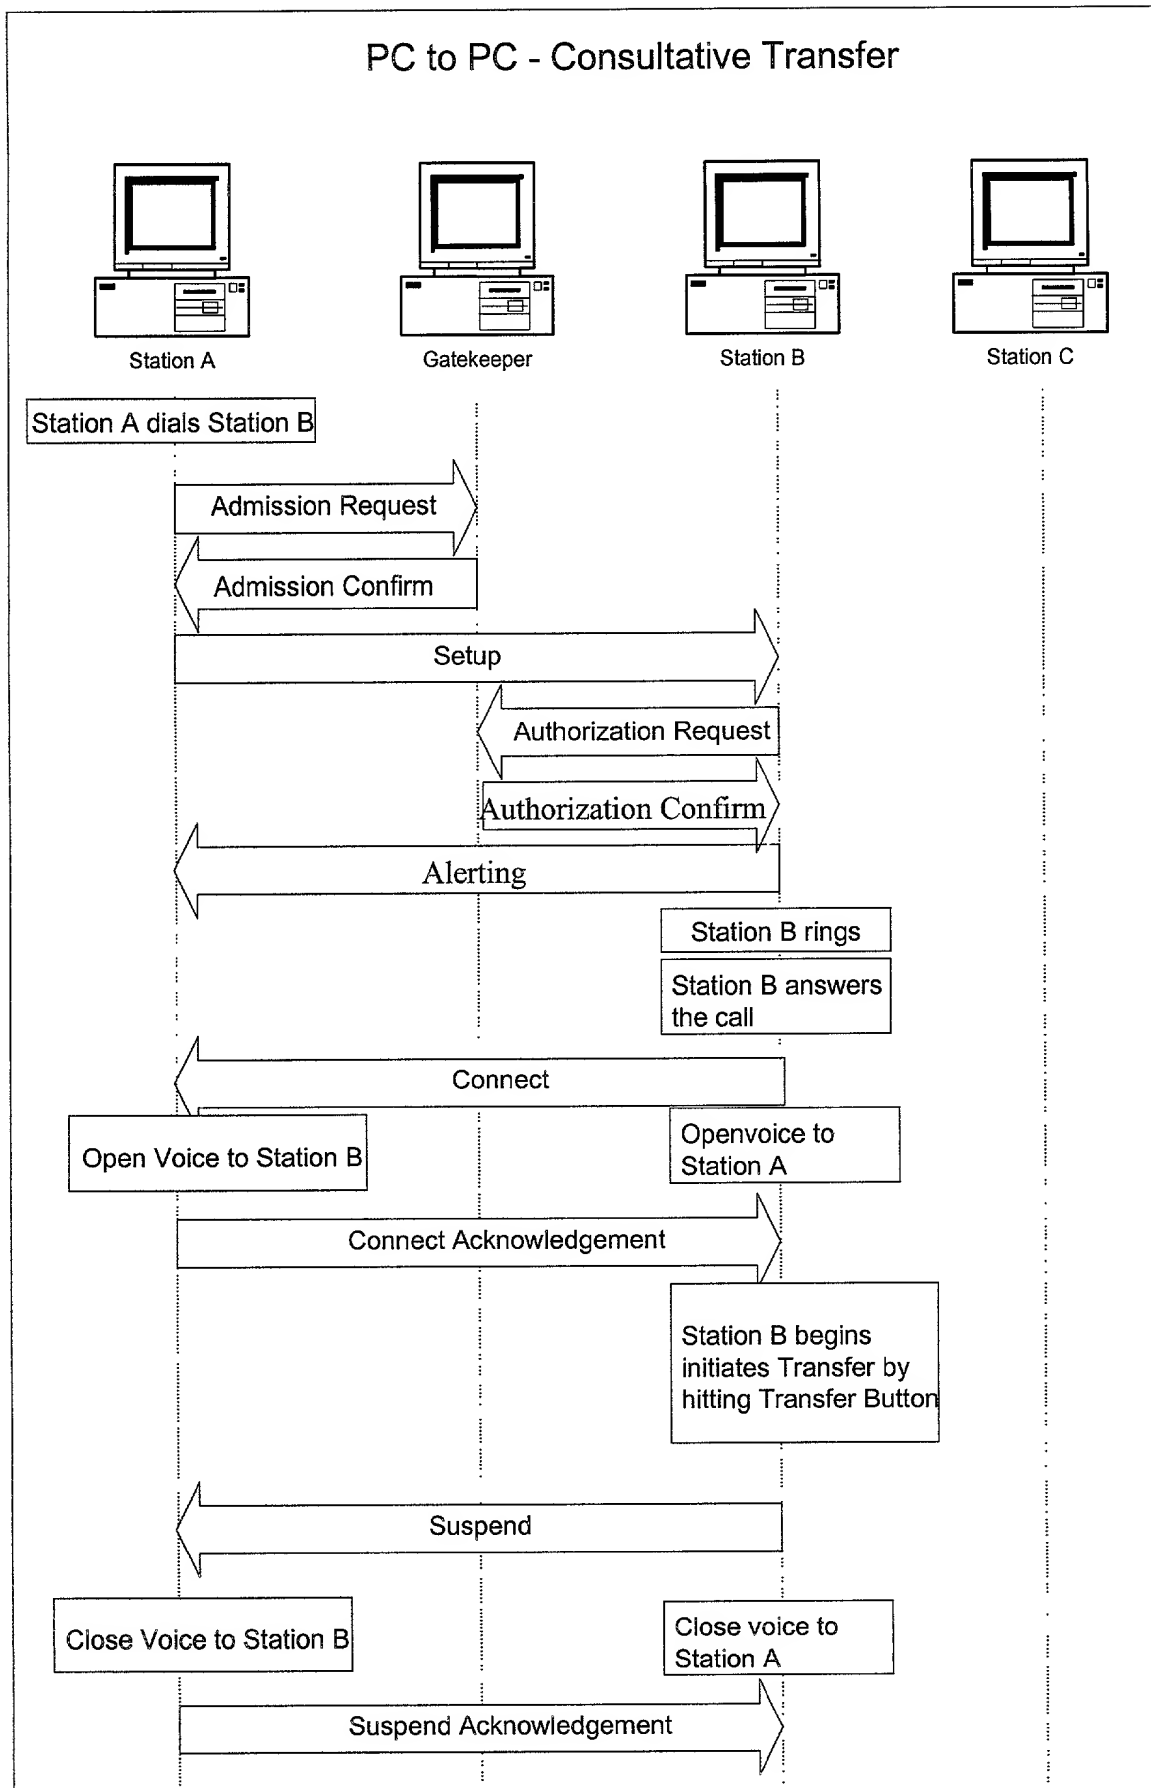 PC to PC - Consultative Transfer
Station A
Gatekeeper
Station B
Station C
Station A dials Station B
Admission Request
Admission Confirm
Setup
Authorization Request
Authorization Confirm
Alerting
Station B rings
Station B answers
the call
Connect
Open Voice to Station B
Openvoice to
Station A
Connect Acknowledgement
Station B begins
initiates Transfer by
hitting Transfer Button
Suspend
Close Voice to Station B
Close voice to
Station A
Suspend Acknowledgement